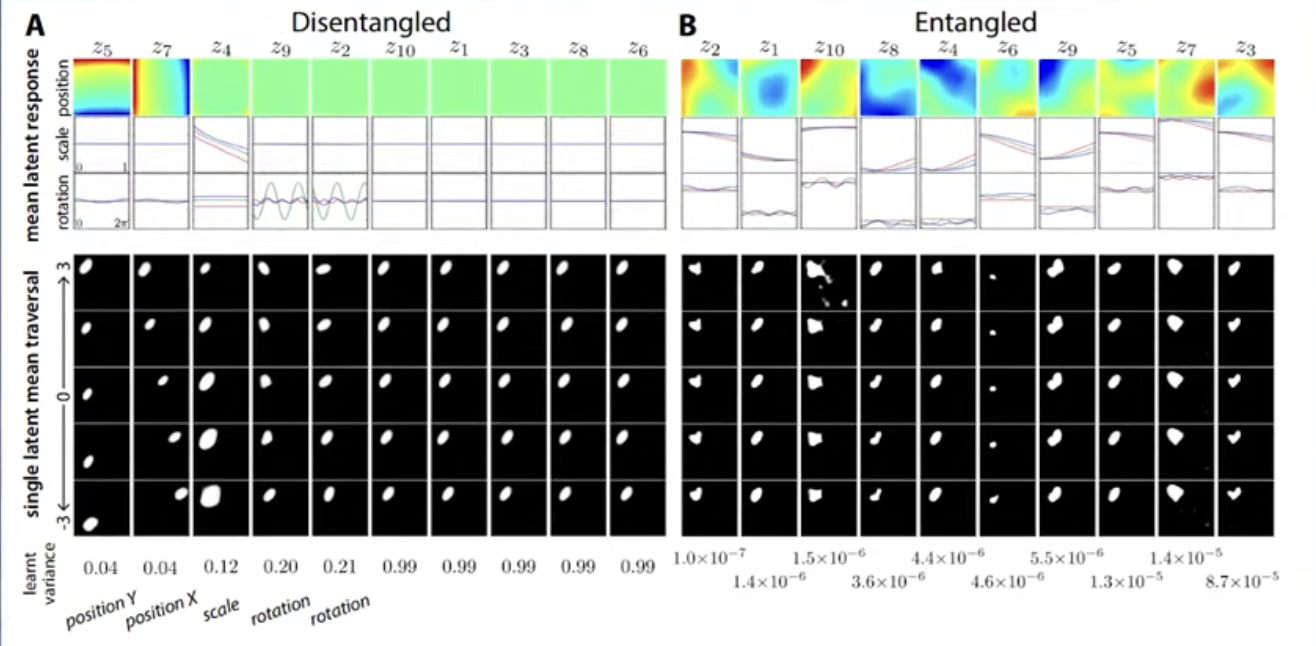 A Disentangled
z5 z7 z4 z9 z2 z10 z1 z3 z8 z6
B Entangled
z2 z1 z10 z8 z4 z6 z9 z5 z7 z3
mean latent response
position
scale
0 1
rotation
0 2π
single latent mean traversal
3
0
-3
learnt
variance
0.04 0.04 0.12 0.20 0.21 0.99 0.99 0.99 0.99 0.99
position Y position X scale rotation rotation
1.0×10⁻⁷ 1.5×10⁻⁶ 4.4×10⁻⁶ 5.5×10⁻⁶ 1.4×10⁻⁵
1.4×10⁻⁶ 3.6×10⁻⁶ 4.6×10⁻⁶ 1.3×10⁻⁵ 8.7×10⁻⁵